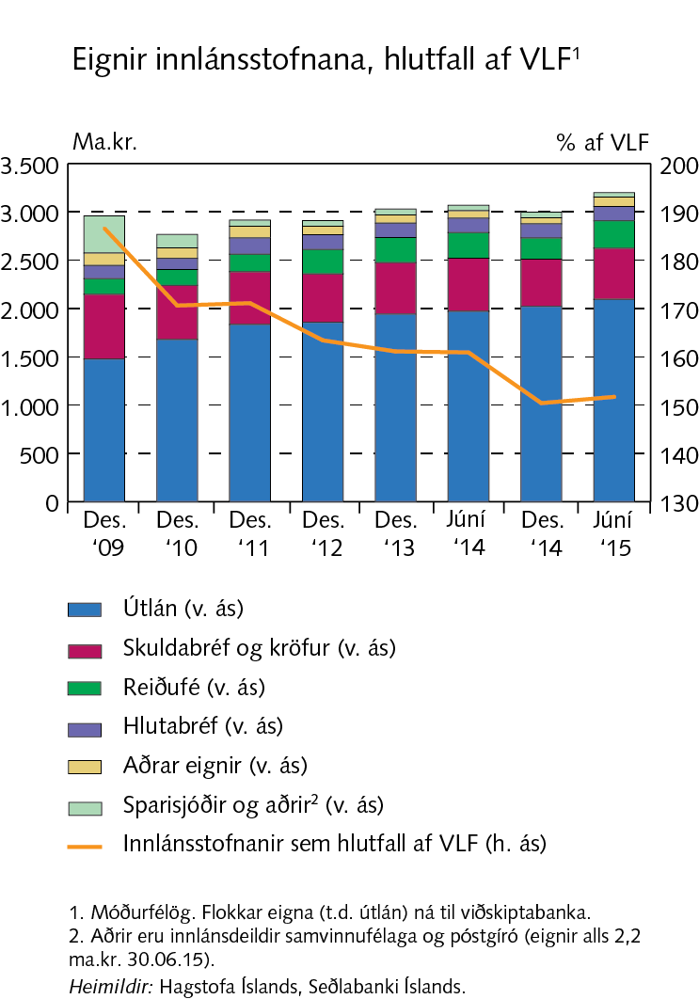 Eignir innlánsstofnana, hlutfall af VLF¹
Ma.kr. % af VLF
3.500 200
3.000 190
2.500 180
2.000 170
1.500 160
1.000 150
500 140
0 130
Des. Des. Des. Des. Des. Júní Des. Júní
‘09 ‘10 ‘11 ‘12 ‘13 ‘14 ‘14 ‘15
Útlán (v. ás)
Skuldabréf og kröfur (v. ás)
Reiðufé (v. ás)
Hlutabréf (v. ás)
Aðrar eignir (v. ás)
Sparisjóðir og aðrir² (v. ás)
Innlánsstofnanir sem hlutfall af VLF (h. ás)
1. Móðurfélög. Flokkar eigna (t.d. útlán) ná til viðskiptabanka.
2. Aðrir eru innlánsdeildir samvinnufélaga og póstgíró (eignir alls 2,2
ma.kr. 30.06.15).
Heimildir: Hagstofa Íslands, Seðlabanki Íslands.